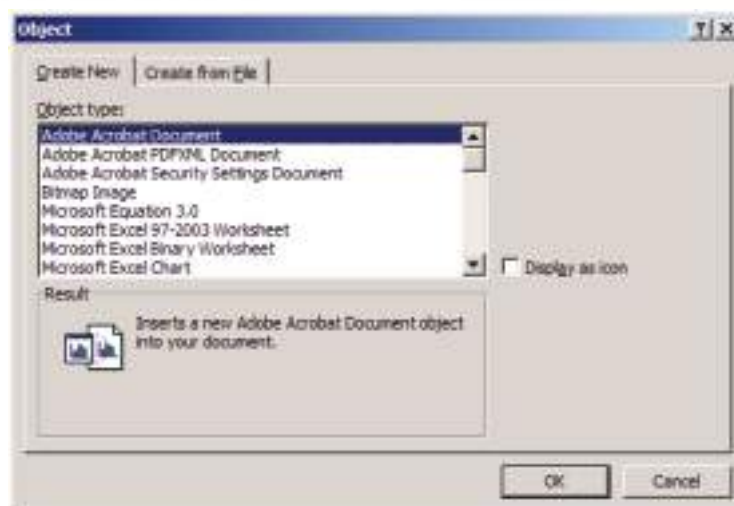 Object
Create New
Create from File
Object type:
Adobe Acrobat Document
Adobe Acrobat PDFXML Document
Adobe Acrobat Security Settings Document
Bitmap Image
Microsoft Equation 3.0
Microsoft Excel 97-2003 Worksheet
Microsoft Excel Binary Worksheet
Microsoft Excel Chart
Display as icon
Result
Inserts a new Adobe Acrobat Document object
into your document.
OK
Cancel